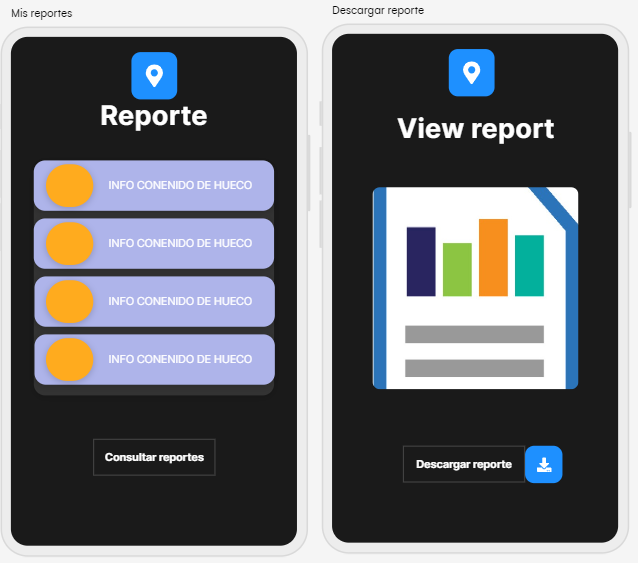 Mis reportes
Reporte
INFO CONENIDO DE HUECO
INFO CONENIDO DE HUECO
INFO CONENIDO DE HUECO
INFO CONENIDO DE HUECO
Consultar reportes
Descargar reporte
View report
Descargar reporte